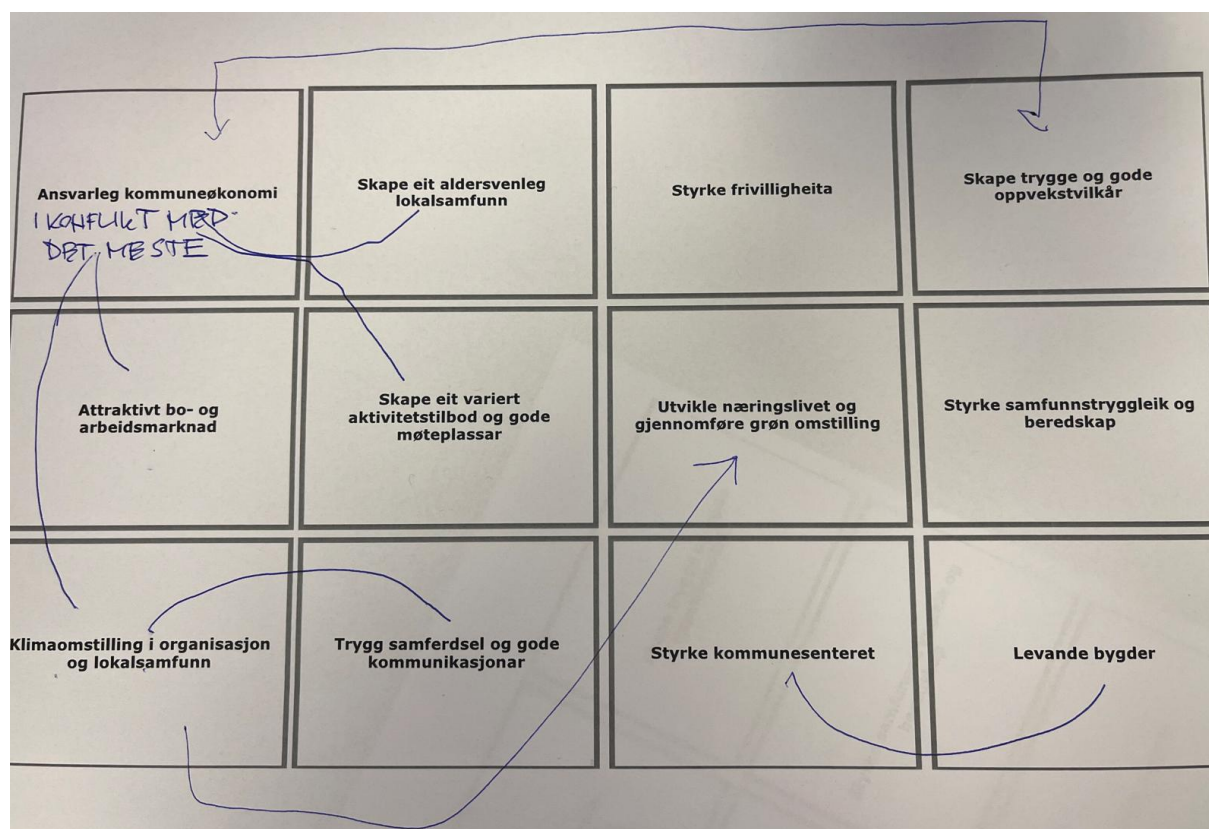 Ansvarleg kommuneøkonomi
I KONFLIKT MED
DET MESTE
Skape eit aldersvenleg
lokalsamfunn
Styrke frivilligheita
Skape trygge og gode
oppvekstvilkår
Attraktivt bo- og
arbeidsmarknad
Skape eit variert
aktivitetstilbod og gode
møteplassar
Utvikle næringslivet og
gjennomføre grøn omstilling
Styrke samfunnstryggleik og
beredskap
Klimaomstilling i organisasjon
og lokalsamfunn
Trygg samferdsel og gode
kommunikasjonar
Styrke kommunesenteret
Levande bygder